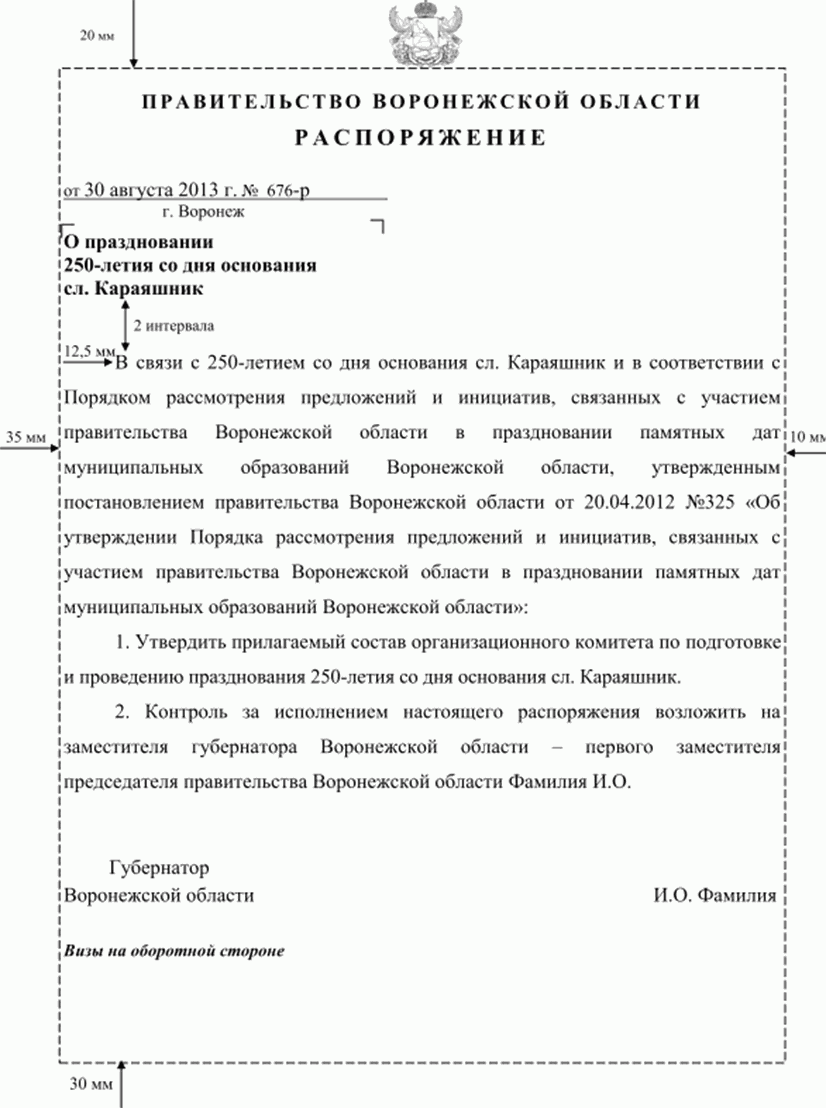 20 мм
ПРАВИТЕЛЬСТВО ВОРОНЕЖСКОЙ ОБЛАСТИ
РАСПОРЯЖЕНИЕ
от 30 августа 2013 г. № 676-р
г. Воронеж
О праздновании
250-летия со дня основания
сл. Караяшник
2 интервала
12,5 мм
В связи с 250-летием со дня основания сл. Караяшник и в соответствии с
Порядком рассмотрения предложений и инициатив, связанных с участием
правительства Воронежской области в праздновании памятных дат
35 мм
10 мм
муниципальных образований Воронежской области, утвержденным
постановлением правительства Воронежской области от 20.04.2012 №325 «Об
утверждении Порядка рассмотрения предложений и инициатив, связанных с
участием правительства Воронежской области в праздновании памятных дат
муниципальных образований Воронежской области»:
1. Утвердить прилагаемый состав организационного комитета по подготовке
и проведению празднования 250-летия со дня основания сл. Караяшник.
2. Контроль за исполнением настоящего распоряжения возложить на
заместителя губернатора Воронежской области – первого заместителя
председателя правительства Воронежской области Фамилия И.О.
Губернатор
Воронежской области И.О. Фамилия
Визы на оборотной стороне
30 мм